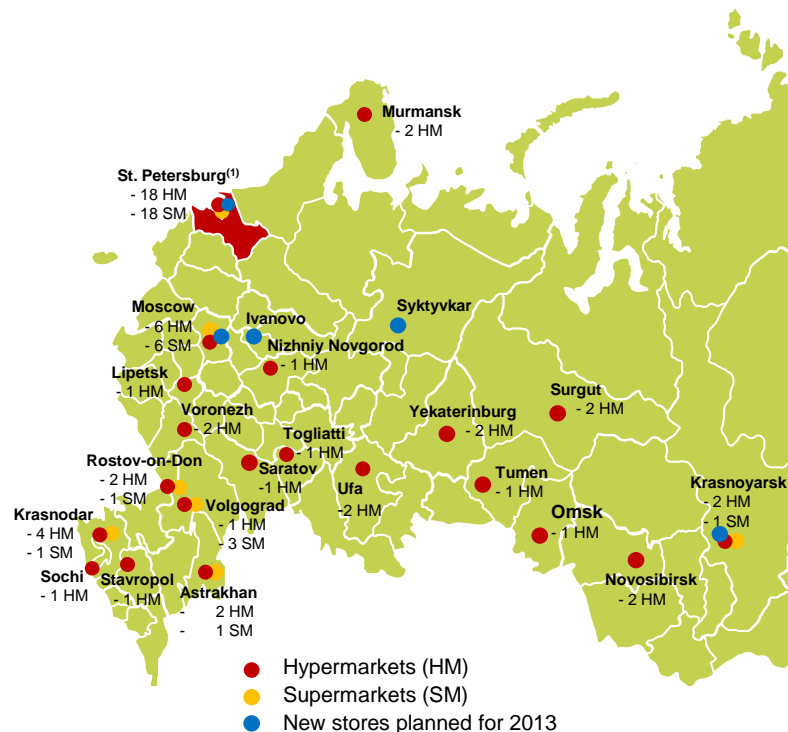 Murmansk
- 2 HM
St. Petersburg(1)
- 18 HM
- 18 SM
Moscow
- 6 HM
- 6 SM
Ivanovo
Syktyvkar
Nizhniy Novgorod
- 1 HM
Lipetsk
- 1 HM
Voronezh
- 2 HM
Surgut
- 2 HM
Yekaterinburg
- 2 HM
Togliatti
- 1 HM
Saratov
-1 HM
Ufa
-2 HM
Tumen
- 1 HM
Rostov-on-Don
- 2 HM
- 1 SM
Volgograd
- 1 HM
- 3 SM
Krasnoyarsk
- 2 HM
- 1 SM
Omsk
- 1 HM
Krasnodar
- 4 HM
- 1 SM
Sochi
- 1 HM
Stavropol
- 1 HM
Astrakhan
- 2 HM
- 1 SM
Novosibirsk
- 2 HM
Hypermarkets (HM)
Supermarkets (SM)
New stores planned for 2013